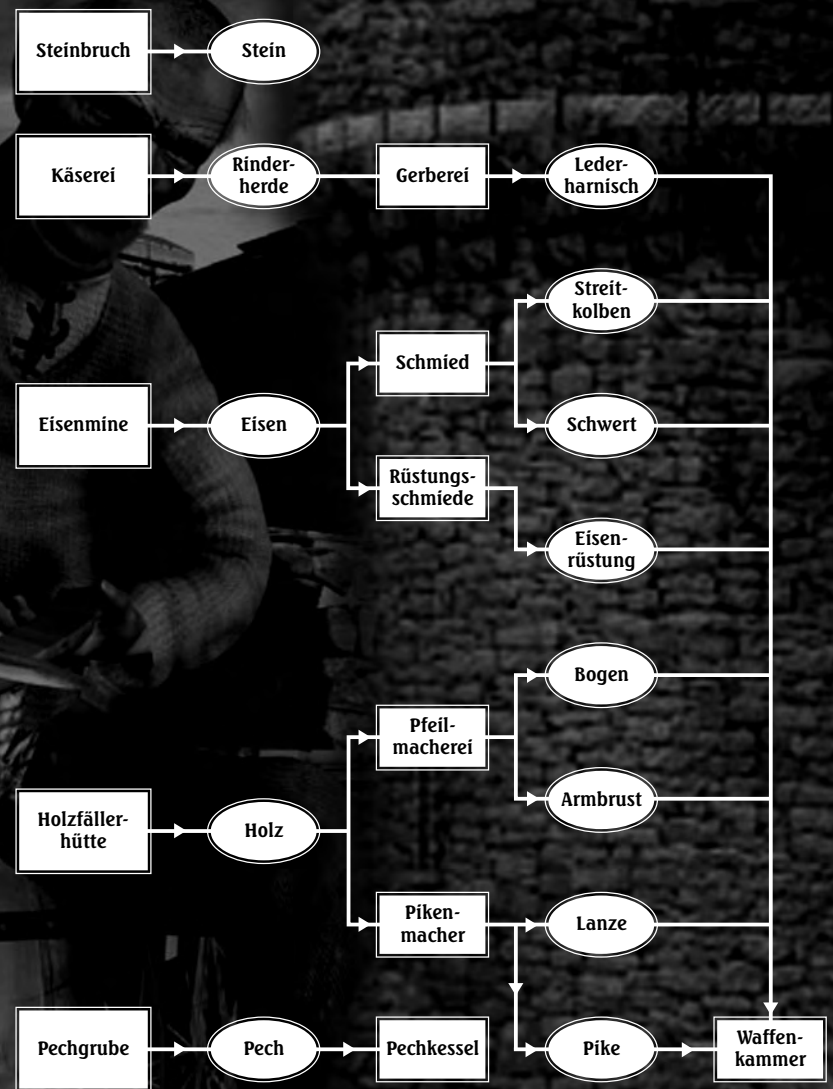 Steinbruch
Stein
Käserei
Rinder-
herde
Gerberei
Leder-
harnisch
Streit-
kolben
Schmied
Eisenmine
Eisen
Schwert
Rüstungs-
schmiede
Eisen-
rüstung
Bogen
Pfeil-
macherei
Armbrust
Holzfäller-
hütte
Holz
Piken-
macher
Lanze
Pechgrube
Pech
Pechkessel
Pike
Waffen-
kammer